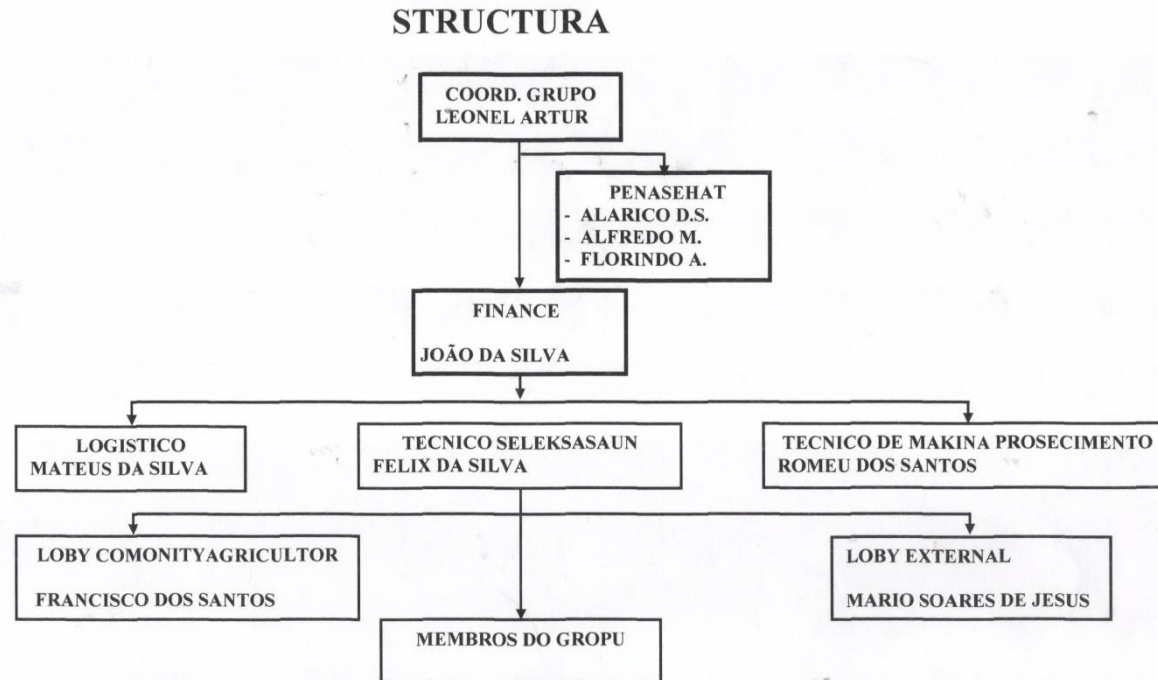 STRUCTURA
COORD. GRUPO
LEONEL ARTUR
PENASEHAT
- ALARICO D.S.
- ALFREDO M.
- FLORINDO A.
FINANCE
JOÃO DA SILVA
LOGISTICO
MATEUS DA SILVA
TECNICO SELEKSASAUN
FELIX DA SILVA
TECNICO DE MAKINA PROSECIMENTO
ROMEU DOS SANTOS
LOBY COMONITYAGRICULTOR
FRANCISCO DOS SANTOS
LOBY EXTERNAL
MARIO SOARES DE JESUS
MEMBROS DO GROPU